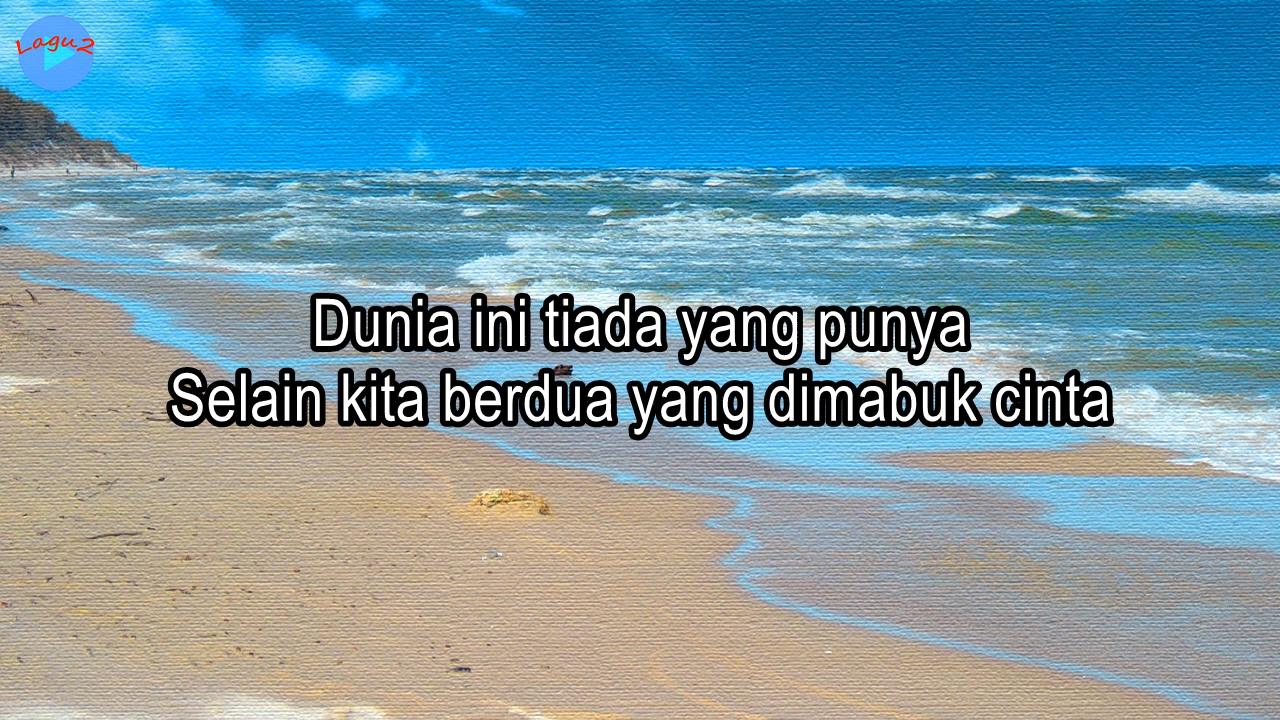 Lagu2
Dunia ini tiada yang punya
Selain kita berdua yang dimabuk cinta